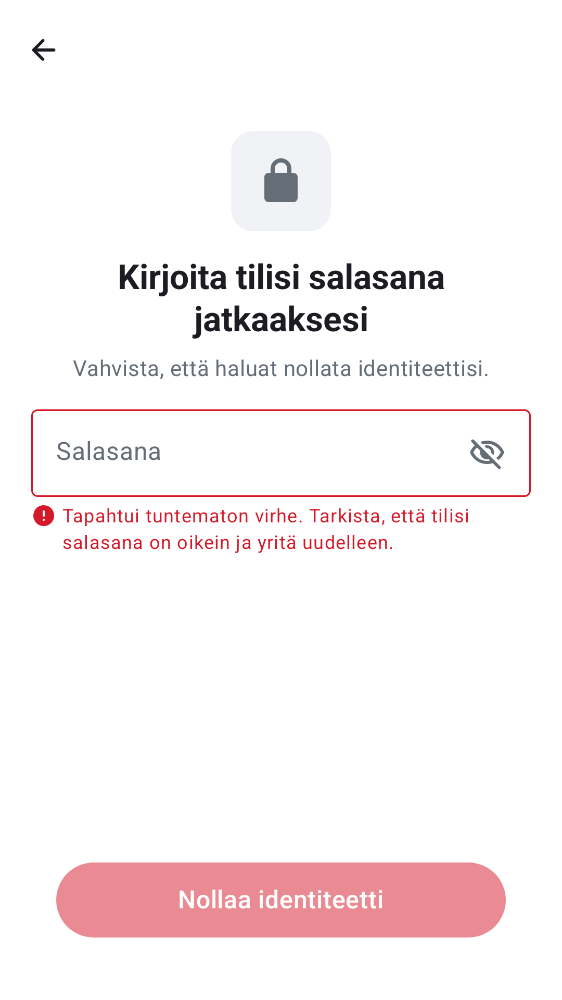 Kirjoita tilisi salasana
jatkaaksesi
Vahvista, että haluat nollata identiteettisi.
Salasana
Tapahtui tuntematon virhe. Tarkista, että tilisi
salasana on oikein ja yritä uudelleen.
Nollaa identiteetti